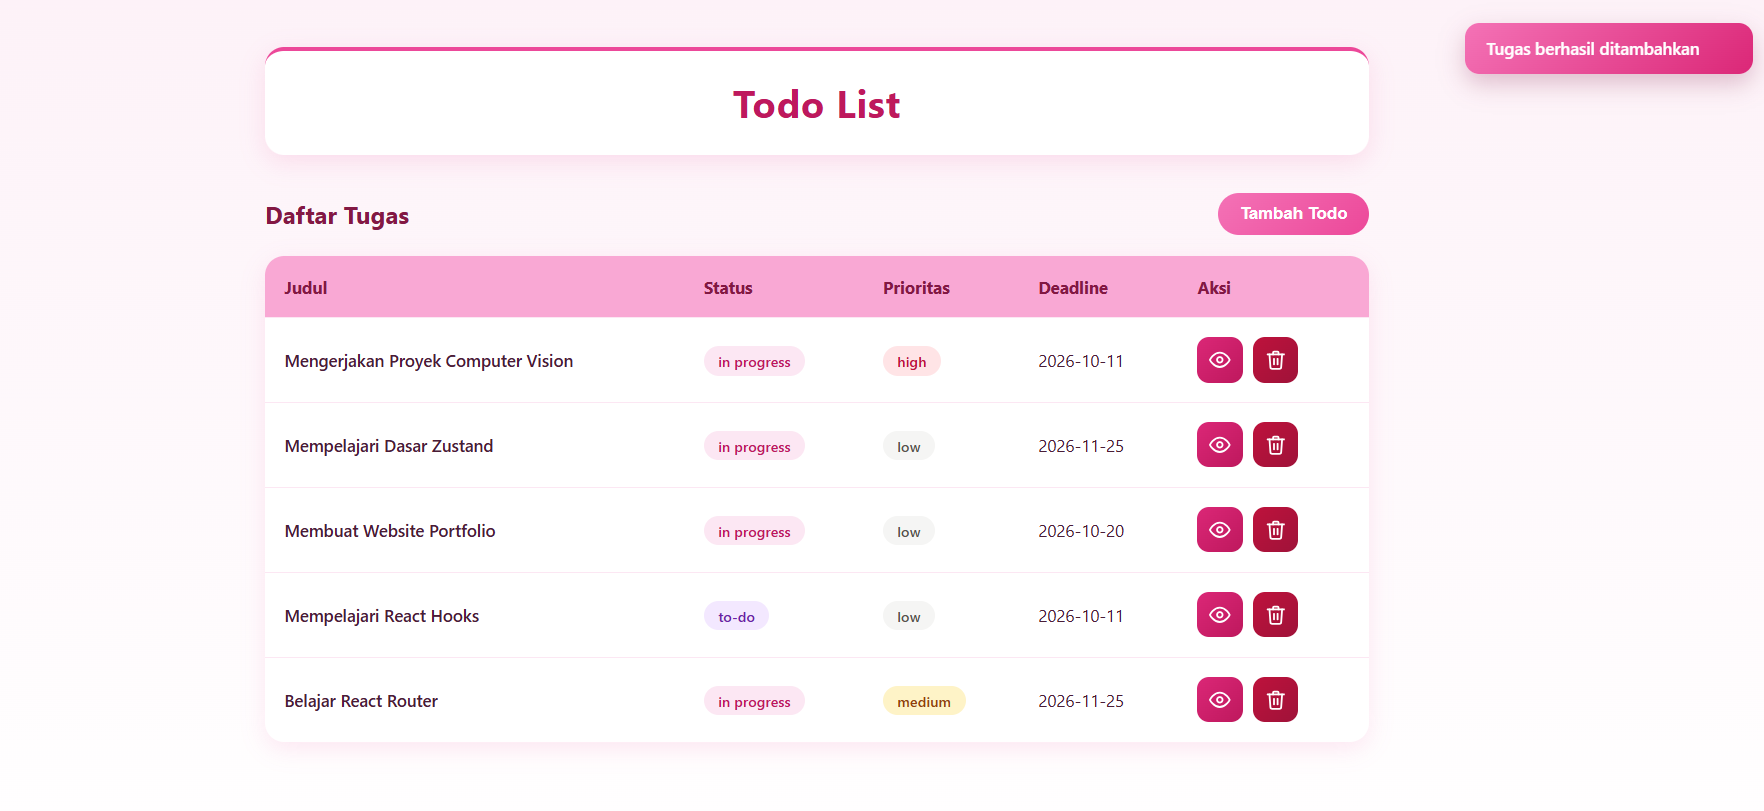 Tugas berhasil ditambahkan
Todo List
Daftar Tugas
Tambah Todo
Judul Status Prioritas Deadline Aksi
Mengerjakan Proyek Computer Vision in progress high 2026-10-11
Mempelajari Dasar Zustand in progress low 2026-11-25
Membuat Website Portfolio in progress low 2026-10-20
Mempelajari React Hooks to-do low 2026-10-11
Belajar React Router in progress medium 2026-11-25